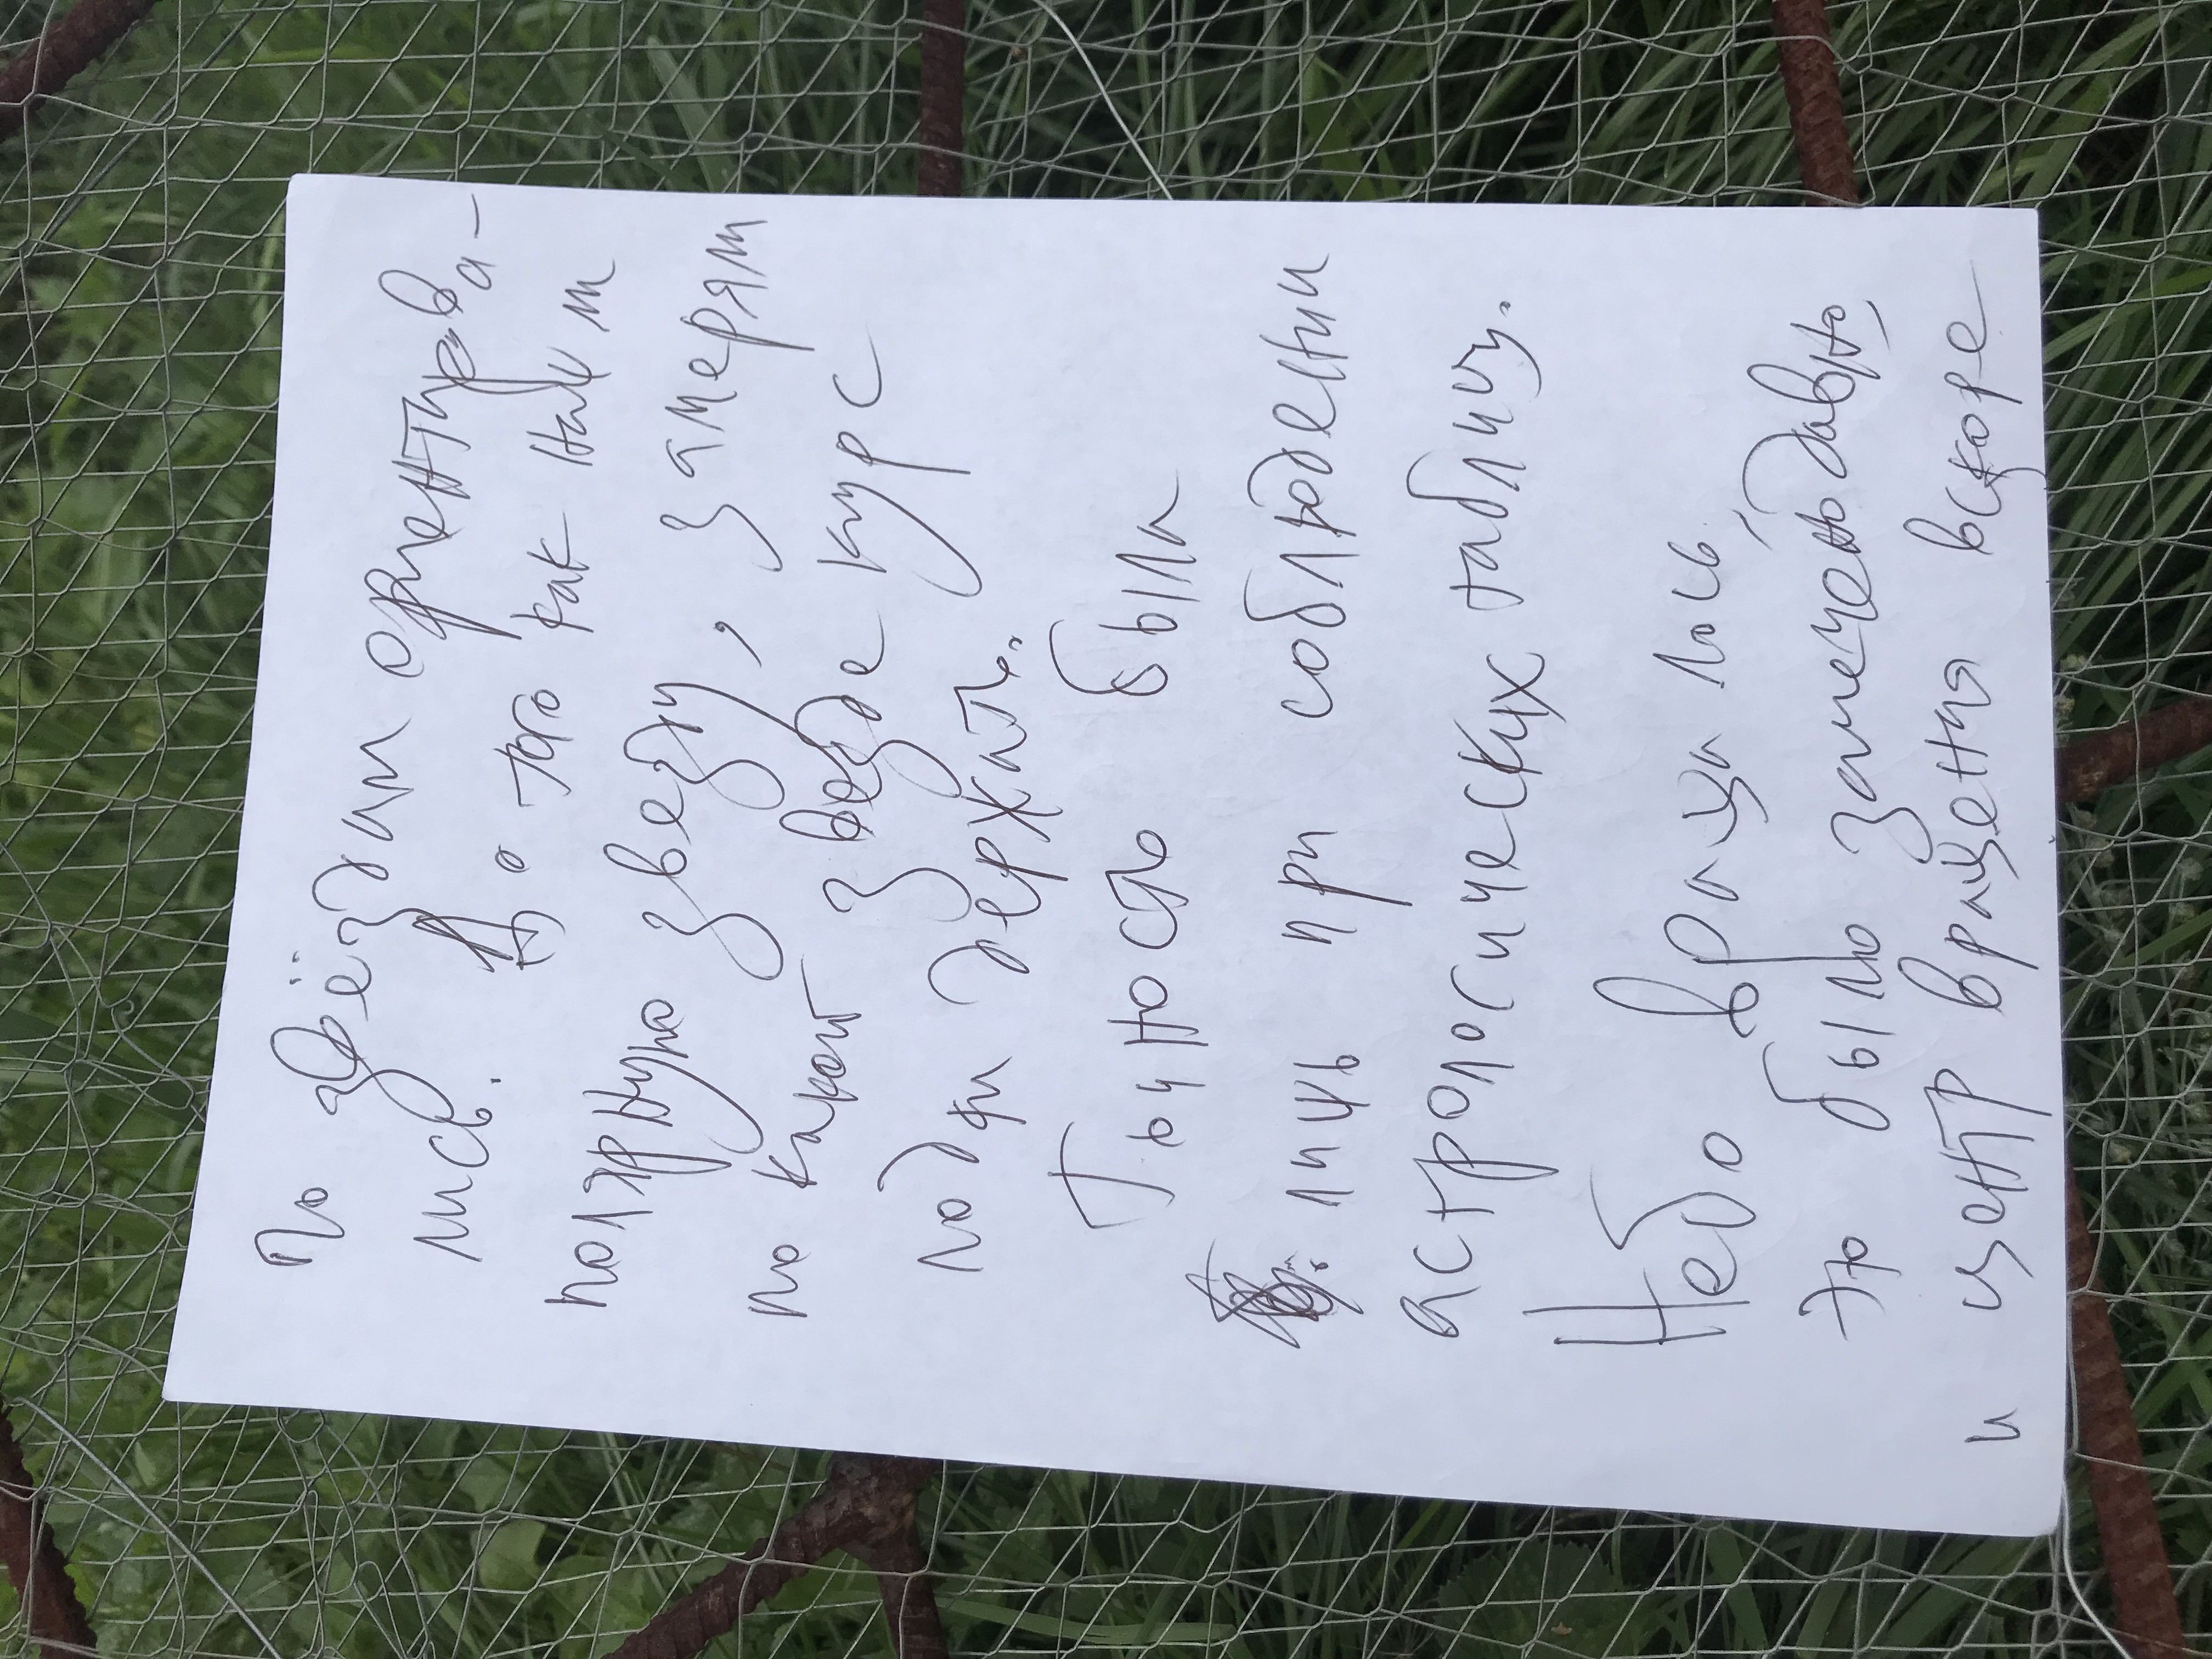 по звёздам ориентирова-
лись. До того как нашли
полярную звезду, замеряли
по какой звезде курс
лодки держать.
Точность была
лишь при соблюдении
астрологических таблиц.
Небо вращалось,
это было замечено давно,
и центр вращения вскоре